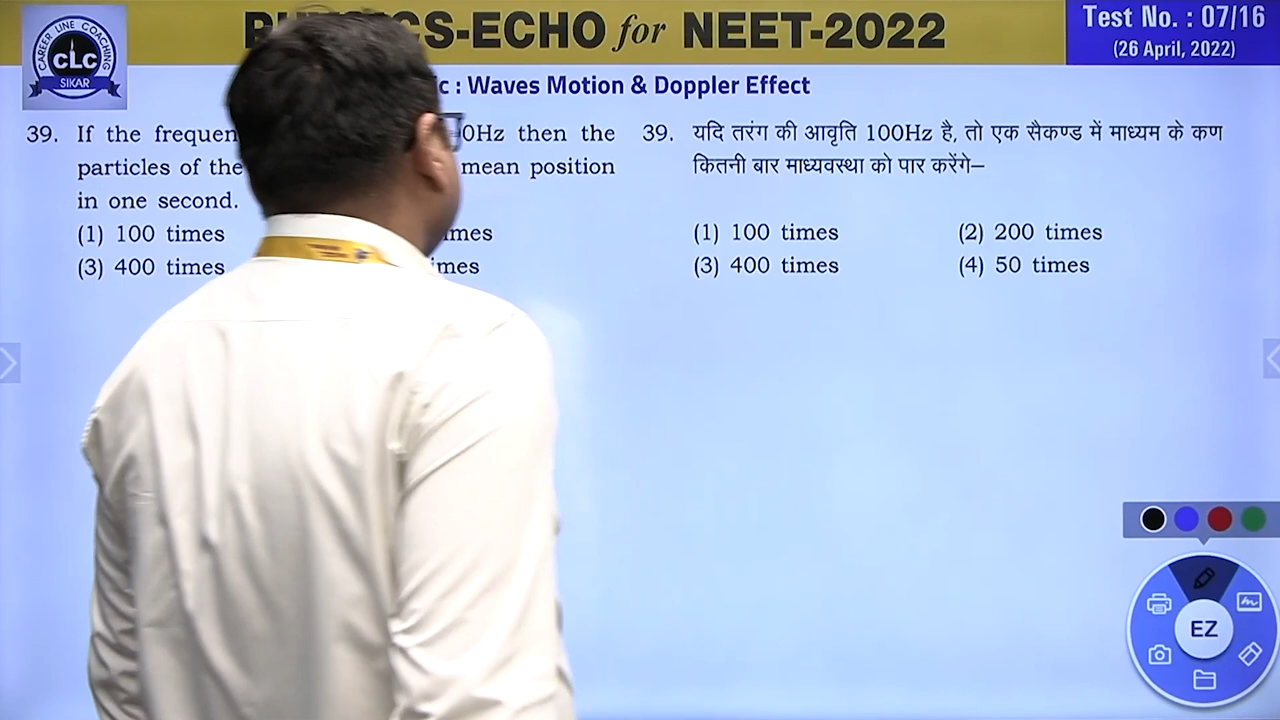 CAREER LINE COACHING
CLC
SIKAR
CS-ECHO for NEET-2022
Test No. : 07/16
(26 April, 2022)
: Waves Motion & Doppler Effect
39. If the 0Hz then the
particles of the mean position
in one second.
(1) 100 times
(3) 400 times
39. यदि तरंग की आवृति 100Hz है, तो एक सैकण्ड में माध्यम के कण
कितनी बार माध्यवस्था को पार करेंगे–
(1) 100 times (2) 200 times
(3) 400 times (4) 50 times
EZ